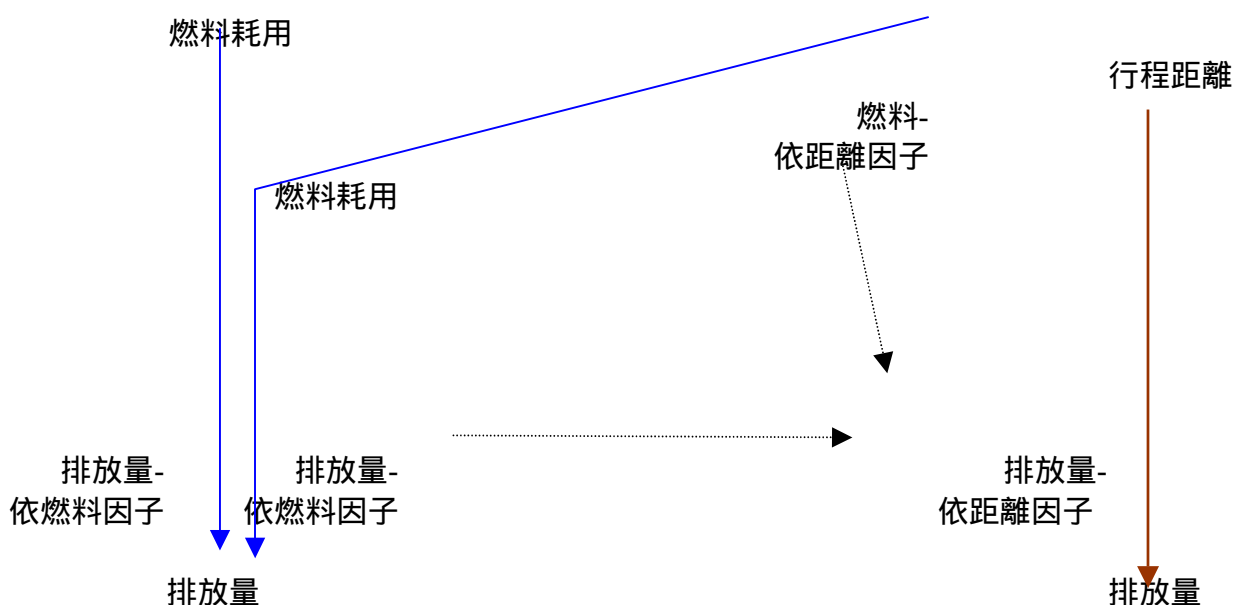 燃料耗用
行程距離
燃料-
依距離因子
燃料耗用
排放量-
依燃料因子
排放量-
依燃料因子
排放量-
依距離因子
排放量
排放量